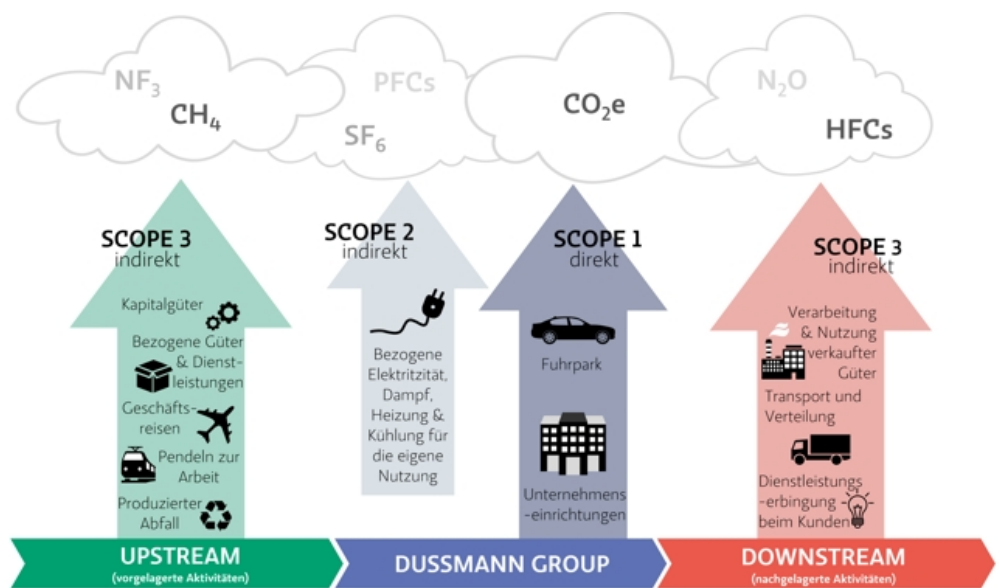 NF₃
CH₄
PFCs
SF₆
CO₂e
N₂O
HFCs
SCOPE 3
indirekt
Kapitalgüter
Bezogene Güter
& Dienst-
leistungen
Geschäfts-
reisen
Pendeln zur
Arbeit
Produzierter
Abfall
SCOPE 2
indirekt
Bezogene
Elektritzität,
Dampf,
Heizung &
Kühlung für
die eigene
Nutzung
SCOPE 1
direkt
Fuhrpark
Unternehmens
-einrichtungen
SCOPE 3
indirekt
Verarbeitung
& Nutzung
verkaufter
Güter
Transport und
Verteilung
Dienstleistungs
-erbingung
beim Kunden
UPSTREAM
(vorgelagerte Aktivitäten)
DUSSMANN GROUP
DOWNSTREAM
(nachgelagerte Aktivitäten)